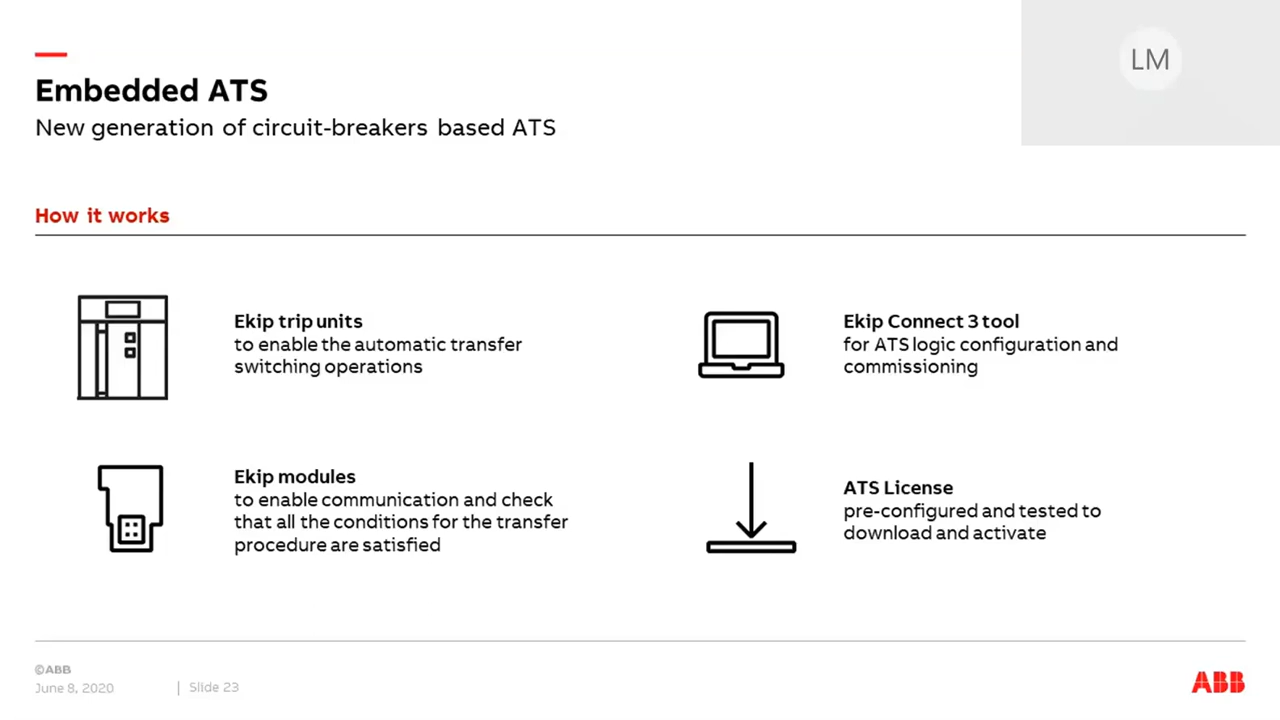 LM
Embedded ATS
New generation of circuit-breakers based ATS
How it works
Ekip trip units
to enable the automatic transfer
switching operations
Ekip Connect 3 tool
for ATS logic configuration and
commissioning
Ekip modules
to enable communication and check
that all the conditions for the transfer
procedure are satisfied
ATS License
pre-configured and tested to
download and activate
©ABB
June 8, 2020 | Slide 23
ABB